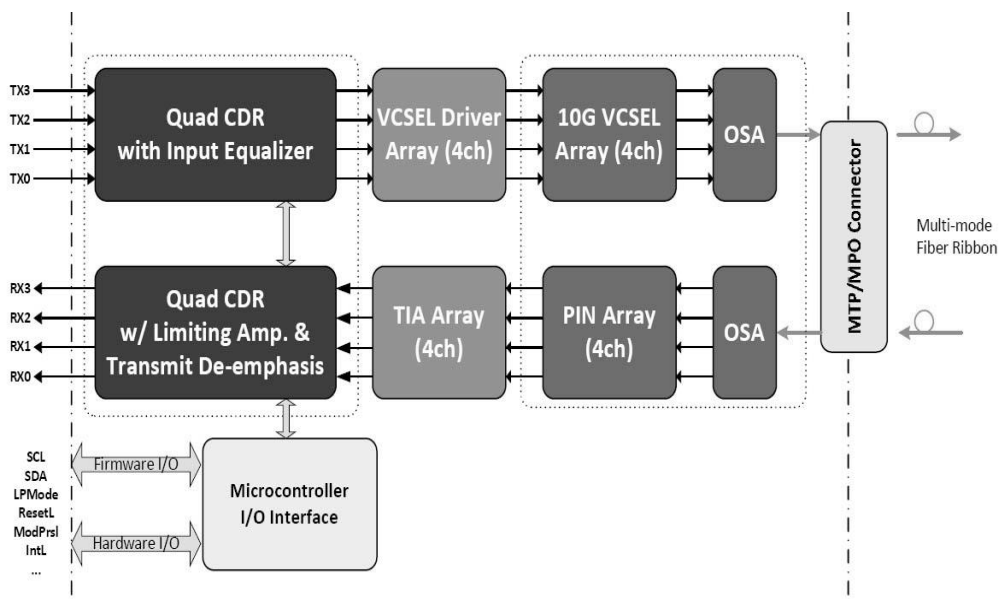 TX3
TX2
TX1
TX0
Quad CDR
with Input Equalizer
VCSEL Driver
Array (4ch)
10G VCSEL
Array (4ch)
OSA
MTP/MPO Connector
Multi-mode
Fiber Ribbon
RX3
RX2
RX1
RX0
Quad CDR
w/ Limiting Amp. &
Transmit De-emphasis
TIA Array
(4ch)
PIN Array
(4ch)
OSA
SCL
SDA
LPMode
ResetL
ModPrsl
IntL
...
Firmware I/O
Hardware I/O
Microcontroller
I/O Interface